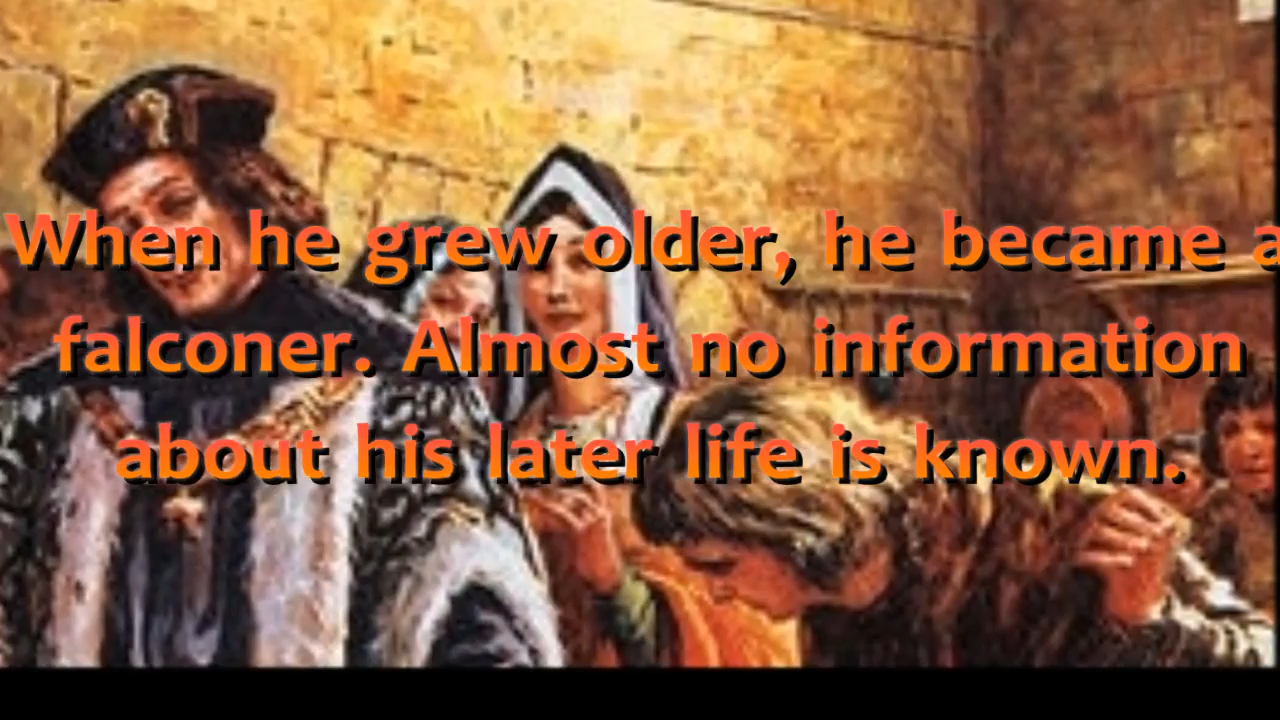 When he grew older, he became a
falconer. Almost no information
about his later life is known.